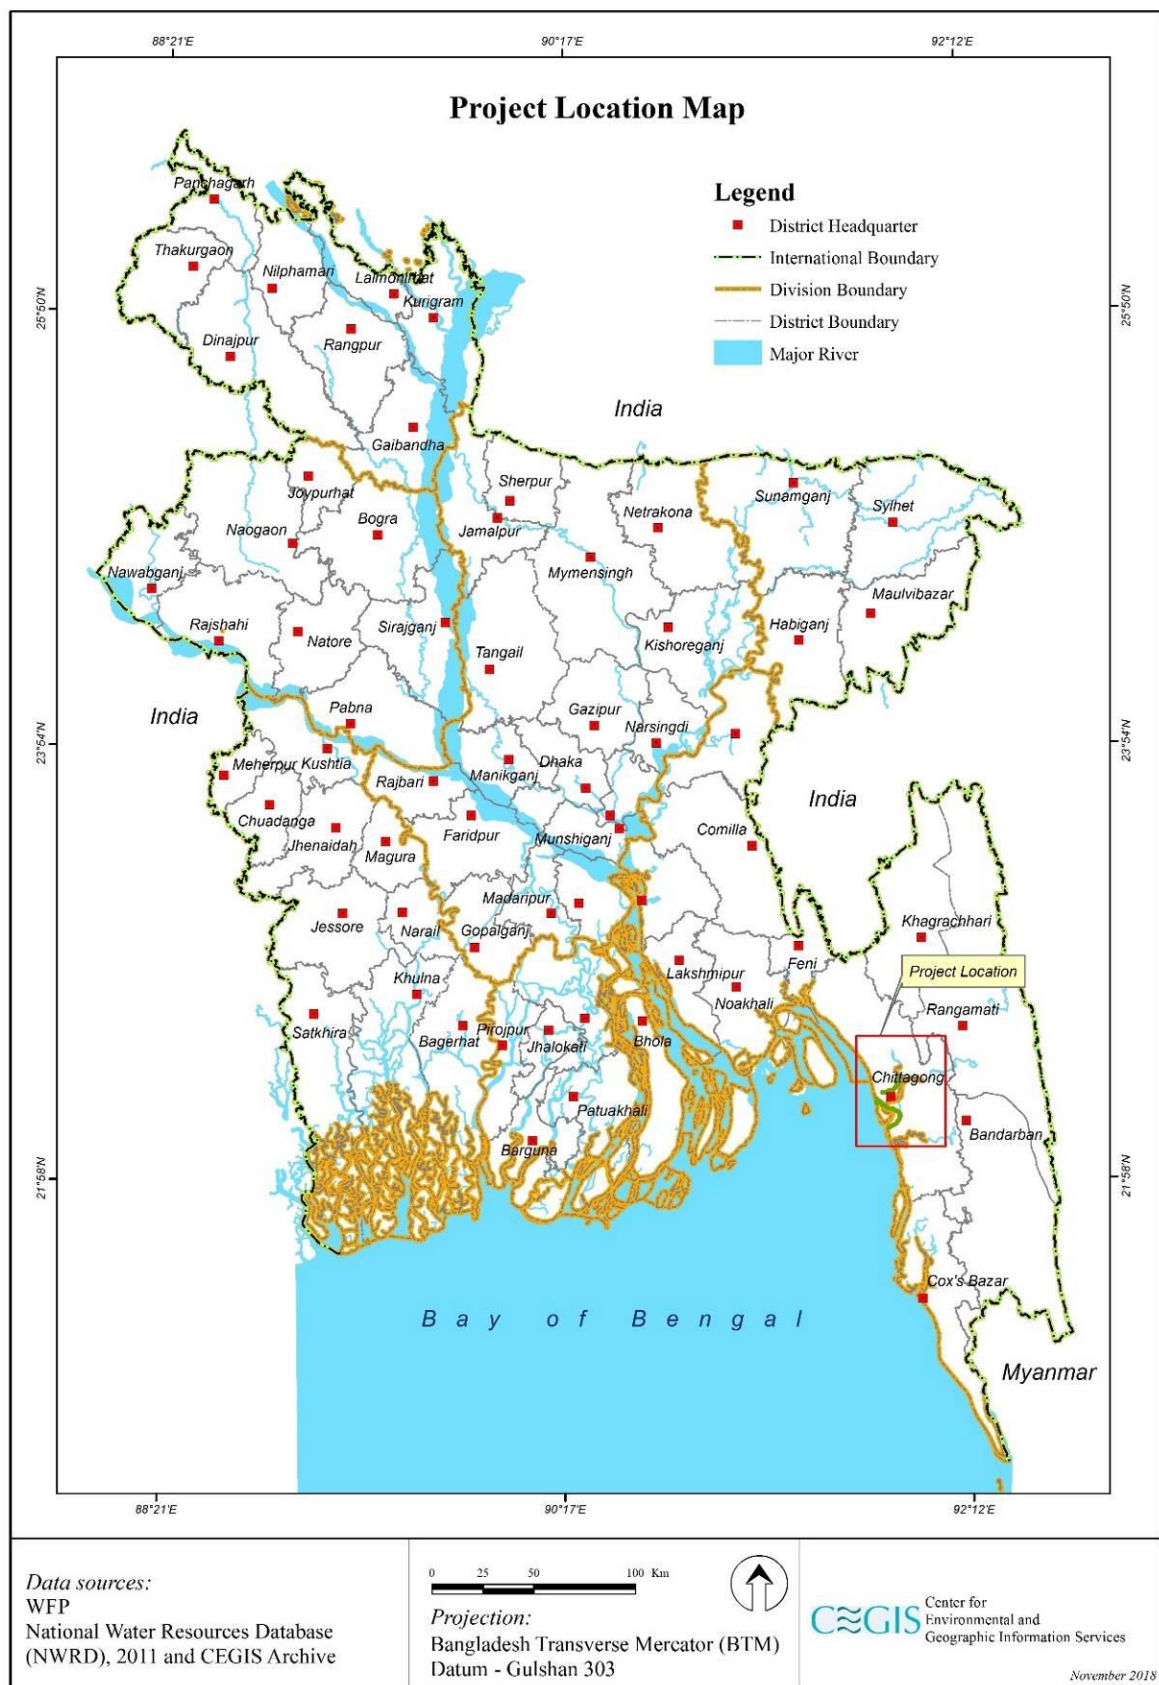 88°21'E
90°17'E
92°12'E
Project Location Map
Legend
District Headquarter
International Boundary
Division Boundary
District Boundary
Major River
25°50'N
25°50'N
23°54'N
23°54'N
21°58'N
21°58'N
Panchagarh
Thakurgaon
Nilphamari
Lalmonirhat
Kurigram
Dinajpur
Rangpur
India
Gaibandha
Joypurhat
Sherpur
Sunamganj
Sylhet
Naogaon
Bogra
Jamalpur
Netrakona
Nawabganj
Mymensingh
Maulvibazar
Rajshahi
Natore
Sirajganj
Kishoreganj
Habiganj
Tangail
India
Pabna
Gazipur
Narsingdi
Meherpur
Kushtia
Rajbari
Manikganj
Dhaka
India
Chuadanga
Jhenaidah
Magura
Faridpur
Munshiganj
Comilla
Jessore
Narail
Madaripur
Gopalganj
Khagrachhari
Khulna
Lakshmipur
Feni
Project Location
Noakhali
Satkhira
Bagerhat
Pirojpur
Jhalokati
Bhola
Rangamati
Chittagong
Patuakhali
Barguna
Bandarban
Cox's Bazar
Bay of Bengal
Myanmar
88°21'E
90°17'E
92°12'E
Data sources:
WFP
National Water Resources Database
(NWRD), 2011 and CEGIS Archive
0 25 50 100 Km
Projection:
Bangladesh Transverse Mercator (BTM)
Datum - Gulshan 303
CEGIS
Center for
Environmental and
Geographic Information Services
November 2018